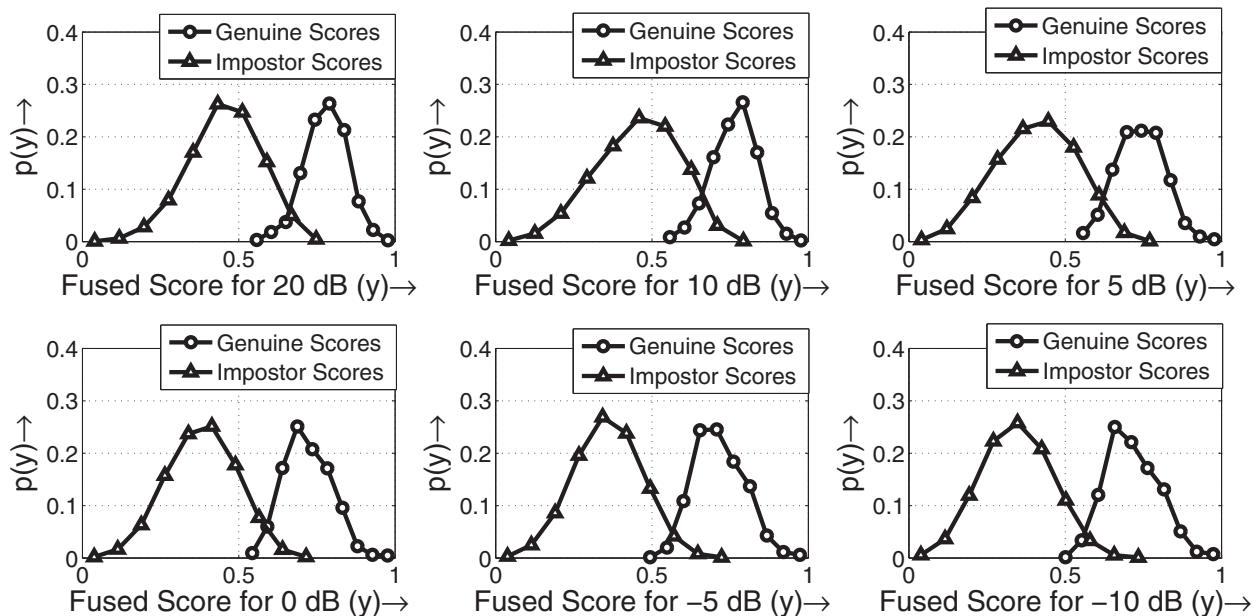 Genuine Scores
Impostor Scores
0.4
0.3
0.2
0.1
0
p(y)→
0 0.5 1
Fused Score for 20 dB (y)→
Genuine Scores
Impostor Scores
0.4
0.3
0.2
0.1
0
p(y)→
0 0.5 1
Fused Score for 10 dB (y)→
Genuine Scores
Impostor Scores
0.4
0.3
0.2
0.1
0
p(y)→
0 0.5 1
Fused Score for 5 dB (y)→
Genuine Scores
Impostor Scores
0.4
0.3
0.2
0.1
0
p(y)→
0 0.5 1
Fused Score for 0 dB (y)→
Genuine Scores
Impostor Scores
0.4
0.3
0.2
0.1
0
p(y)→
0 0.5 1
Fused Score for −5 dB (y)→
Genuine Scores
Impostor Scores
0.4
0.3
0.2
0.1
0
p(y)→
0 0.5 1
Fused Score for −10 dB (y)→